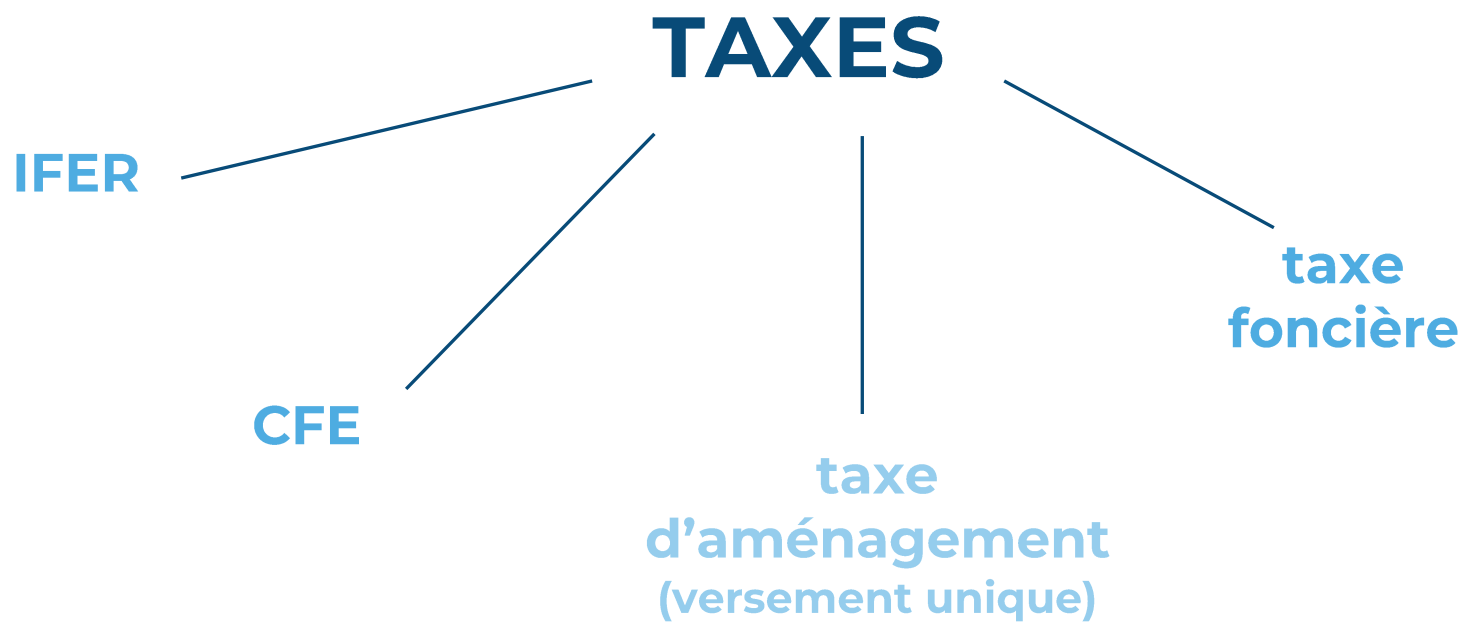 TAXES
IFER
taxe
foncière
CFE
taxe
d’aménagement
(versement unique)